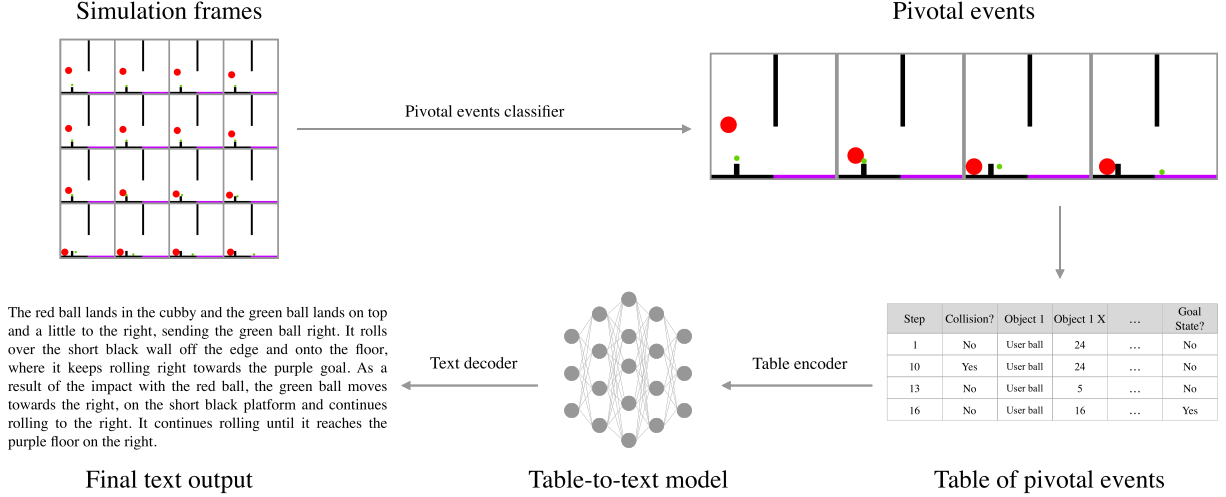 Simulation frames
Pivotal events
Pivotal events classifier
Step Collision? Object 1 Object 1 X ... Goal State?
1 No User ball 24 ... No
10 Yes User ball 24 ... No
13 No User ball 5 ... No
16 No User ball 16 ... Yes
Table encoder
Text decoder
The red ball lands in the cubby and the green ball lands on top
and a little to the right, sending the green ball right. It rolls
over the short black wall off the edge and onto the floor,
where it keeps rolling right towards the purple goal. As a
result of the impact with the red ball, the green ball moves
towards the right, on the short black platform and continues
rolling to the right. It continues rolling until it reaches the
purple floor on the right.
Final text output
Table-to-text model
Table of pivotal events